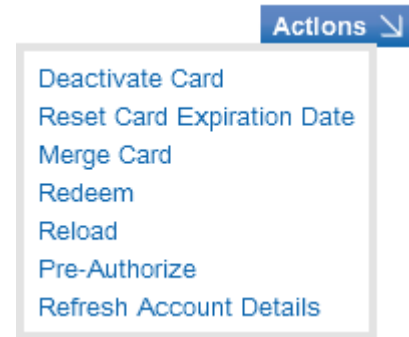 Actions
Deactivate Card
Reset Card Expiration Date
Merge Card
Redeem
Reload
Pre-Authorize
Refresh Account Details